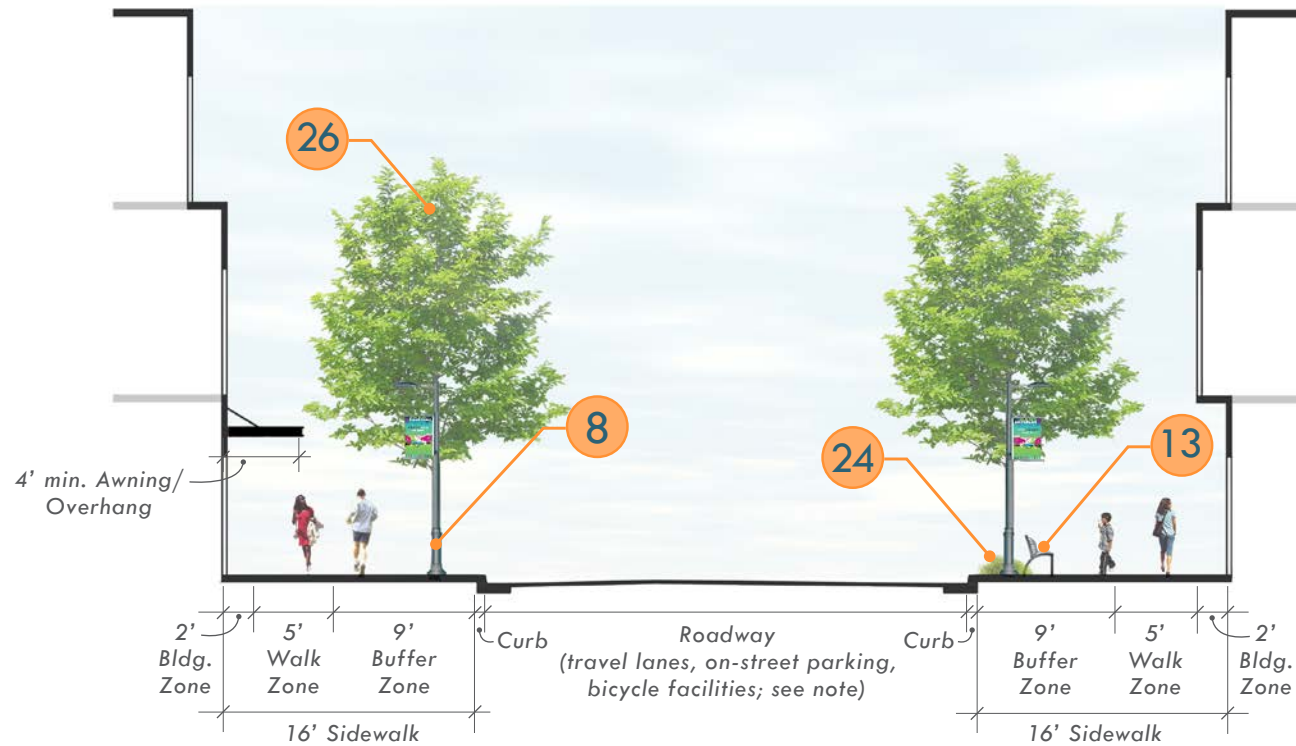 26
8
24
13
4' min. Awning/
Overhang
2'
Bldg.
Zone
5'
Walk
Zone
9'
Buffer
Zone
Curb
Roadway
(travel lanes, on-street parking,
bicycle facilities; see note)
Curb
9'
Buffer
Zone
5'
Walk
Zone
2'
Bldg.
Zone
16' Sidewalk
16' Sidewalk